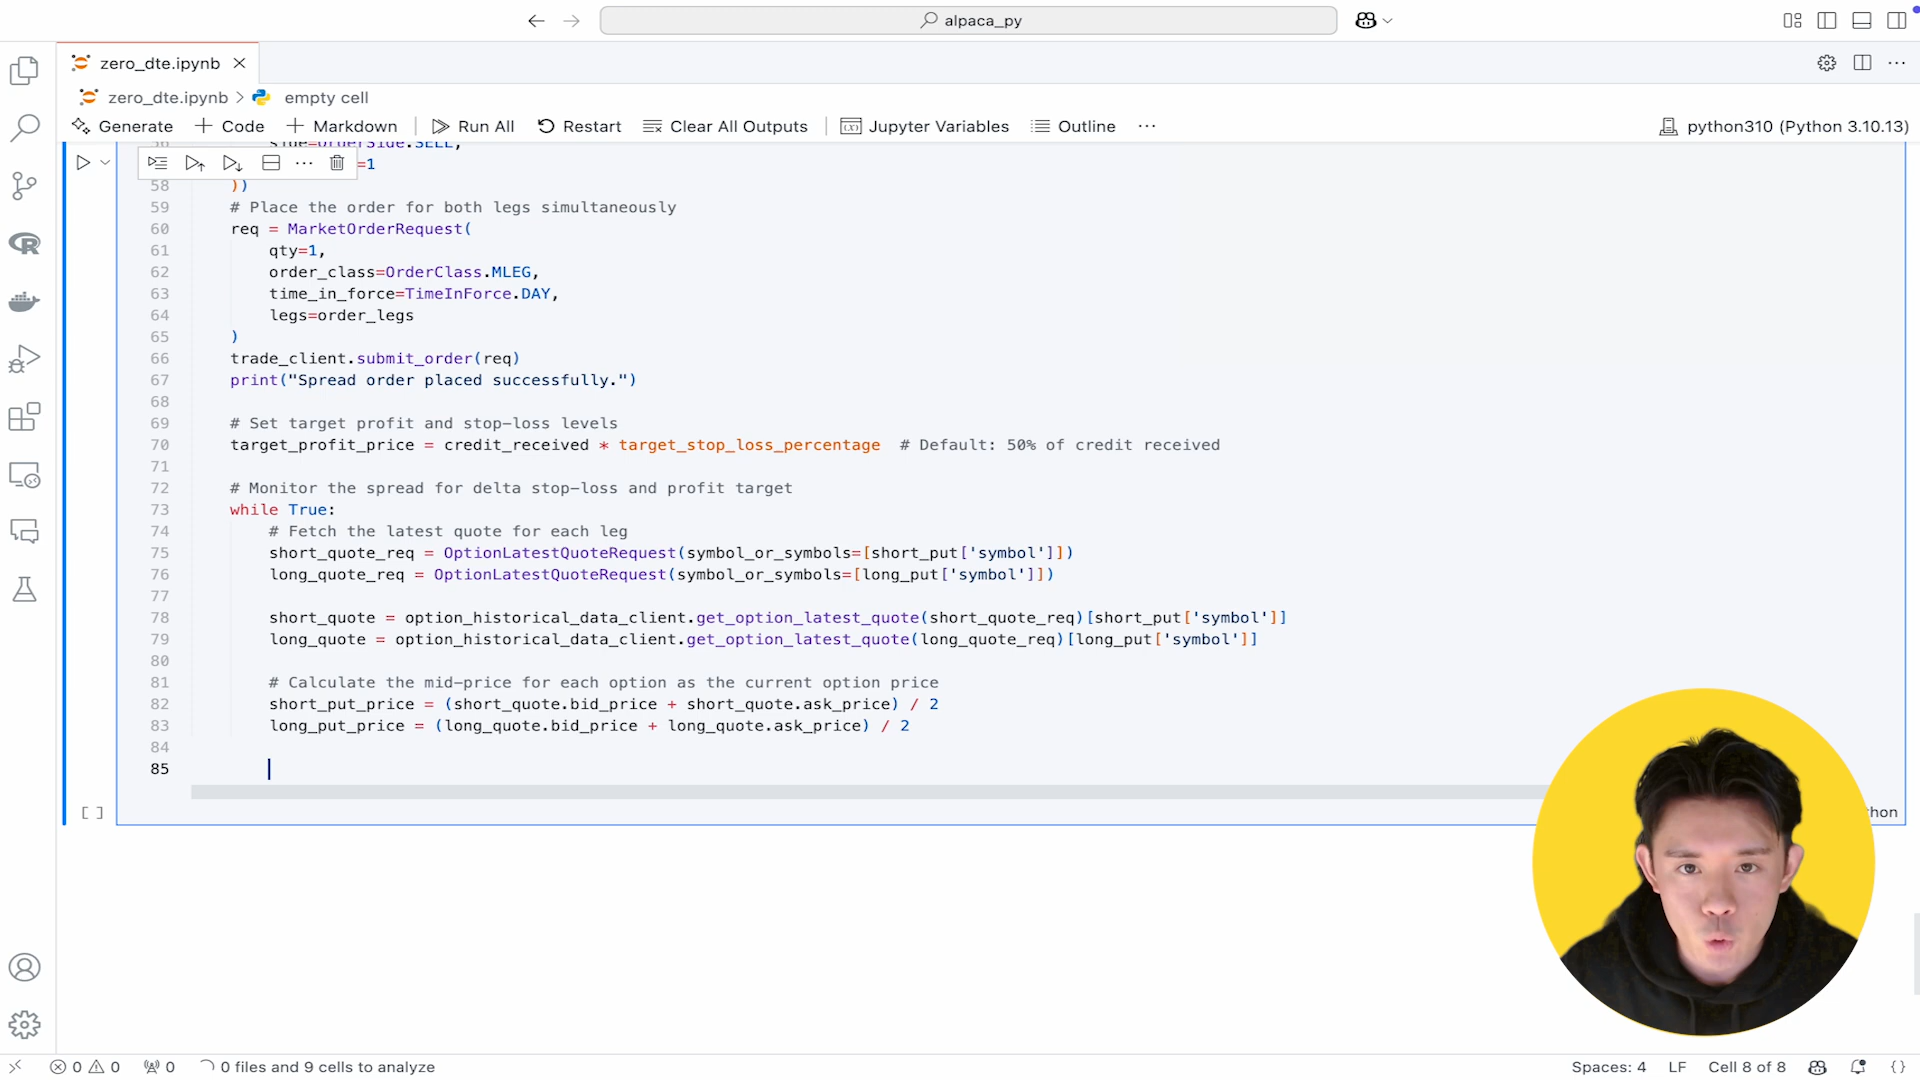 alpaca_py
zero_dte.ipynb
zero_dte.ipynb > empty cell
Generate + Code + Markdown Run All Restart Clear All Outputs Jupyter Variables Outline ... python310 (Python 3.10.13)
56 side=OrderSide.SELL,
=1
58 ))
59 # Place the order for both legs simultaneously
60 req = MarketOrderRequest(
61 qty=1,
62 order_class=OrderClass.MLEG,
63 time_in_force=TimeInForce.DAY,
64 legs=order_legs
65 )
66 trade_client.submit_order(req)
67 print("Spread order placed successfully.")
68
69 # Set target profit and stop-loss levels
70 target_profit_price = credit_received * target_stop_loss_percentage # Default: 50% of credit received
71
72 # Monitor the spread for delta stop-loss and profit target
73 while True:
74 # Fetch the latest quote for each leg
75 short_quote_req = OptionLatestQuoteRequest(symbol_or_symbols=[short_put['symbol']])
76 long_quote_req = OptionLatestQuoteRequest(symbol_or_symbols=[long_put['symbol']])
77
78 short_quote = option_historical_data_client.get_option_latest_quote(short_quote_req)[short_put['symbol']]
79 long_quote = option_historical_data_client.get_option_latest_quote(long_quote_req)[long_put['symbol']]
80
81 # Calculate the mid-price for each option as the current option price
82 short_put_price = (short_quote.bid_price + short_quote.ask_price) / 2
83 long_put_price = (long_quote.bid_price + long_quote.ask_price) / 2
84
85
[ ] hon
0 0 0 0 files and 9 cells to analyze Spaces: 4 LF Cell 8 of 8 { }